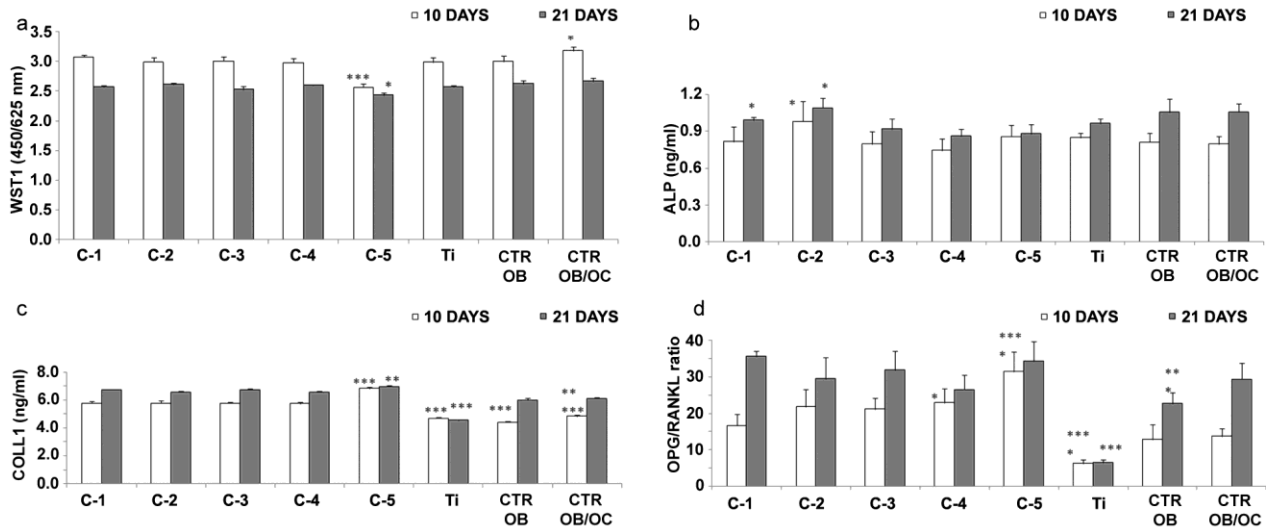 a
10 DAYS 21 DAYS
WST1 (450/625 nm)
3.5
3.0
2.5
2.0
1.5
1.0
0.5
0.0
*** * *
C-1 C-2 C-3 C-4 C-5 Ti CTR OB CTR OB/OC
b
10 DAYS 21 DAYS
ALP (ng/ml)
1.2
0.9
0.6
0.3
0.0
* * *
C-1 C-2 C-3 C-4 C-5 Ti CTR OB CTR OB/OC
c
10 DAYS 21 DAYS
COLL1 (ng/ml)
8.0
6.0
4.0
2.0
0.0
*** ** *** *** *** ** ***
C-1 C-2 C-3 C-4 C-5 Ti CTR OB CTR OB/OC
d
10 DAYS 21 DAYS
OPG/RANKL ratio
40
30
20
10
0
* *** * *** * *** ** *
C-1 C-2 C-3 C-4 C-5 Ti CTR OB CTR OB/OC